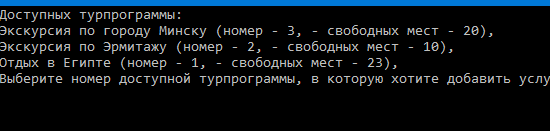 Доступных турпрограммы:
Экскурсия по городу Минску (номер - 3, - свободных мест - 20),
Экскурсия по Эрмитажу (номер - 2, - свободных мест - 10),
Отдых в Египте (номер - 1, - свободных мест - 23),
Выберите номер доступной турпрограммы, в которую хотите добавить услу